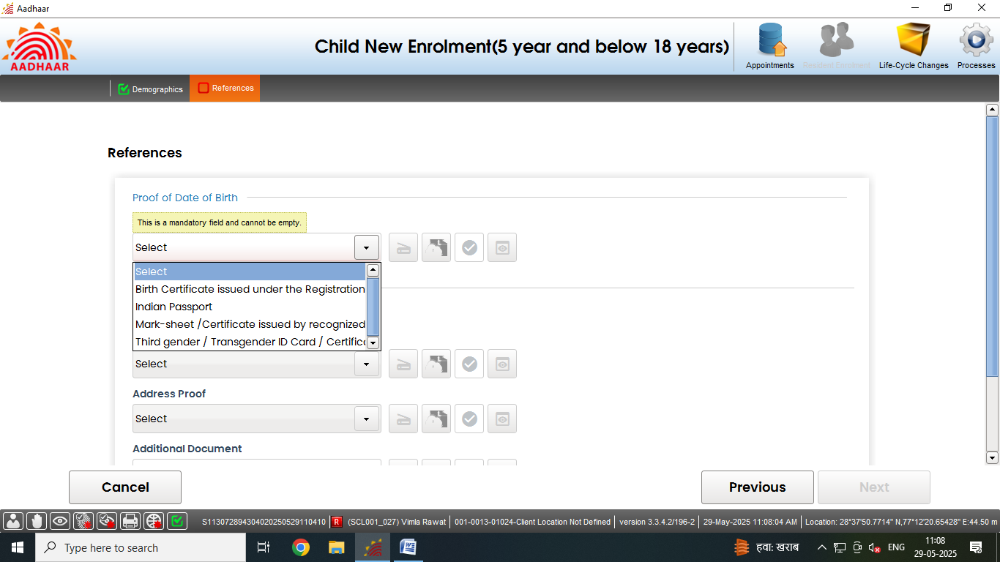 Aadhaar
AADHAAR
Child New Enrolment(5 year and below 18 years)
Appointments
Resident Enrolment
Life-Cycle Changes
Processes
Demographics
References
References
Proof of Date of Birth
This is a mandatory field and cannot be empty.
Select
Select
Birth Certificate issued under the Registration
Indian Passport
Mark-sheet /Certificate issued by recognized
Third gender / Transgender ID Card / Certific
Select
Address Proof
Select
Additional Document
Cancel
Previous
Next
S113072894304020250529110410 R (SCL001_027) Vimla Rawat 001-0013-01024-Client Location Not Defined version 3.3.4.2/196-2 29-May-2025 11:08:04 AM Location: 28°37'50.7714" N,77°12'20.65428" E:44.50 m
Type here to search
W
हवा: खराब
ENG
11:08
29-05-2025